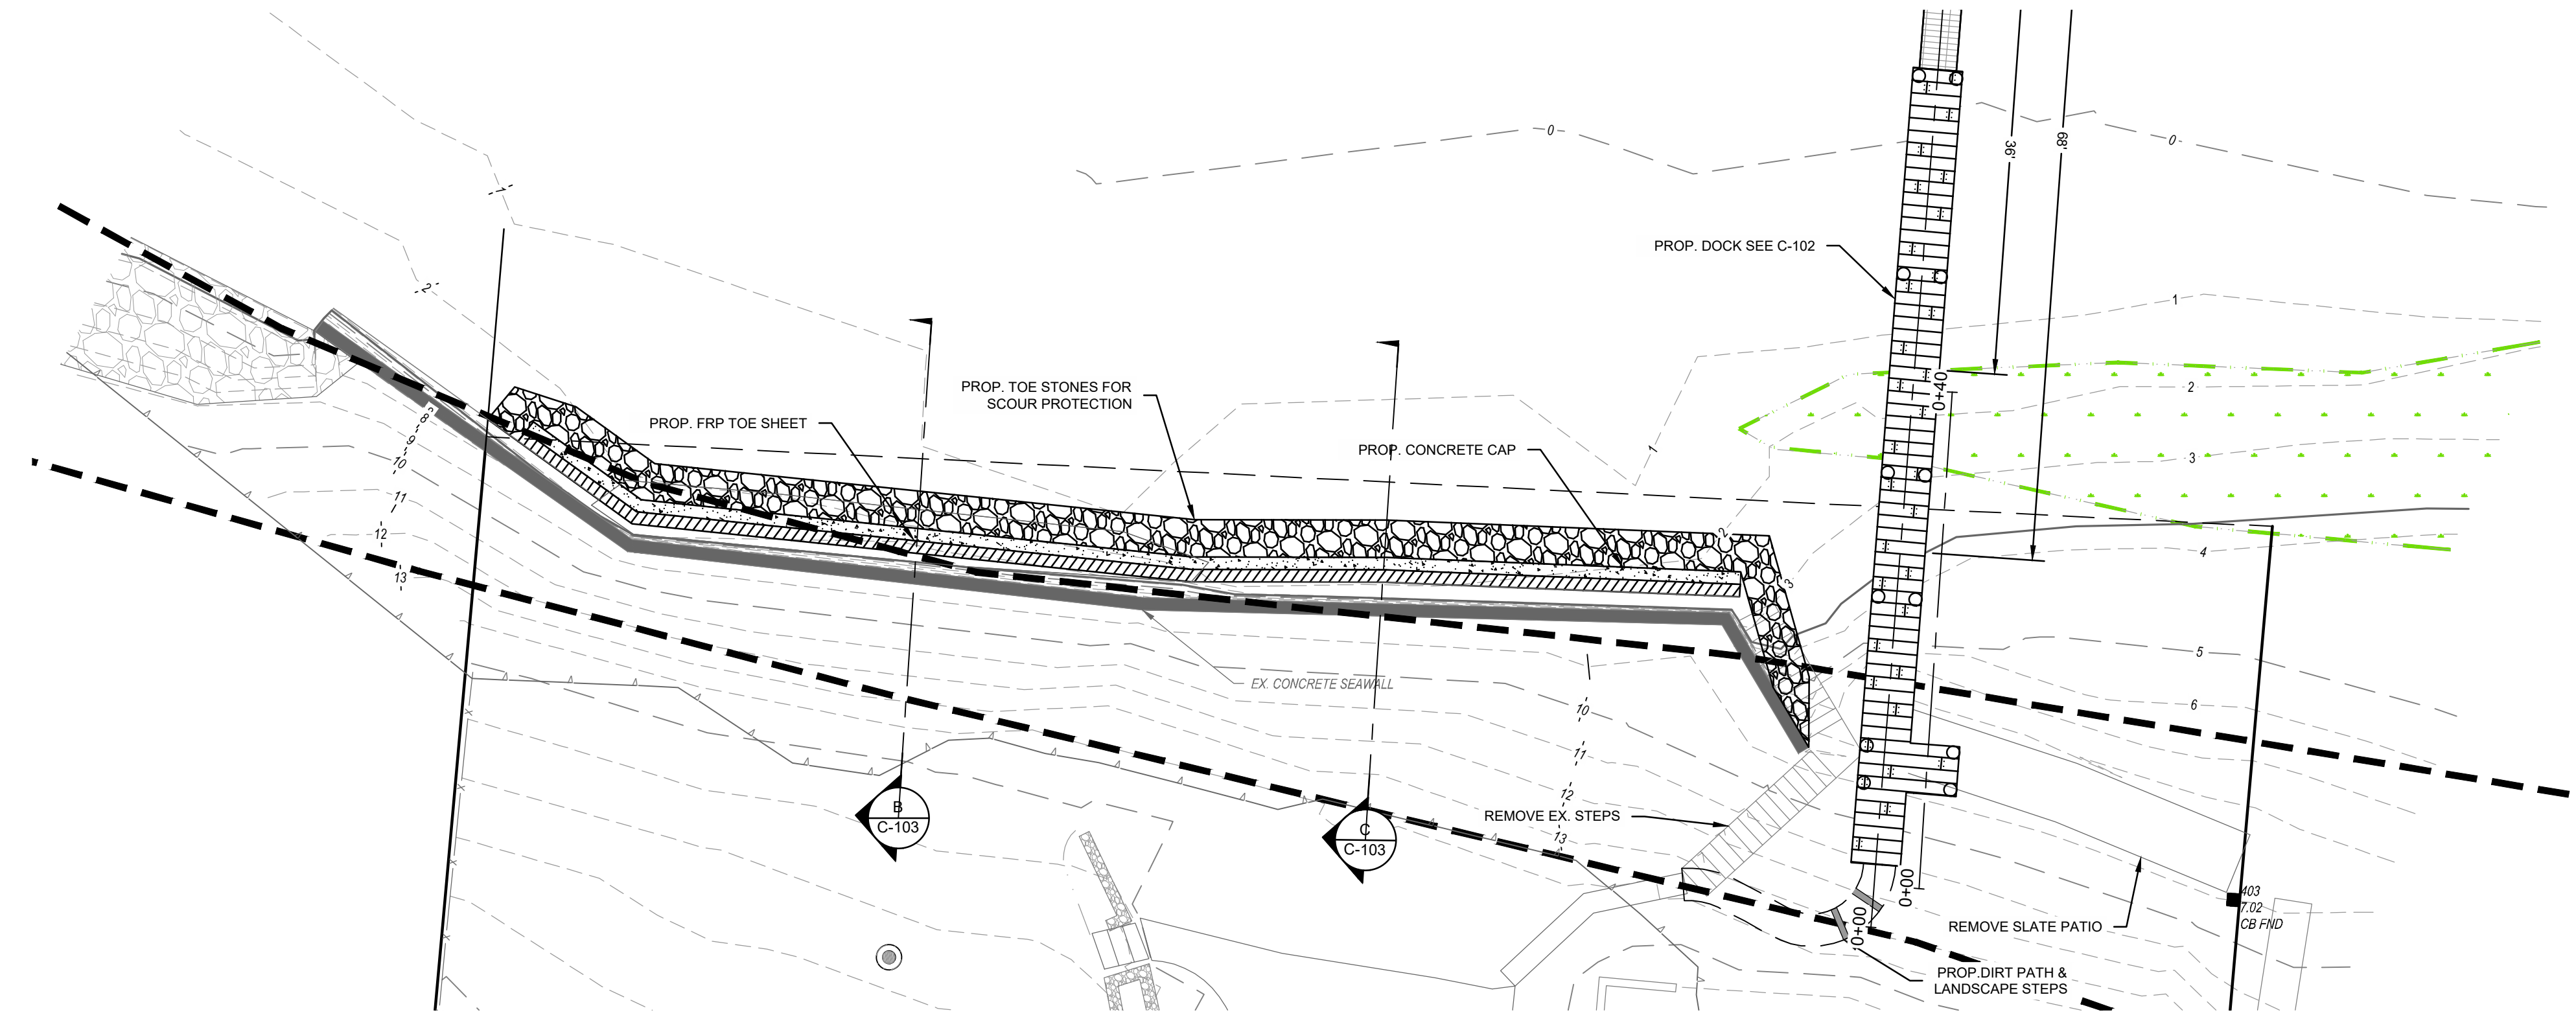 0
0
36'
68'
1
2
PROP. DOCK SEE C-102
1
0+40
2
3
4
PROP. TOE STONES FOR
SCOUR PROTECTION
PROP. FRP TOE SHEET
PROP. CONCRETE CAP
1
2
3
8
9
10
11
12
13
EX. CONCRETE SEAWALL
5
6
10
11
12
13
B
C-103
C
C-103
REMOVE EX. STEPS
0+00
0+00
REMOVE SLATE PATIO
403
7.02
CB FND
PROP.DIRT PATH &
LANDSCAPE STEPS